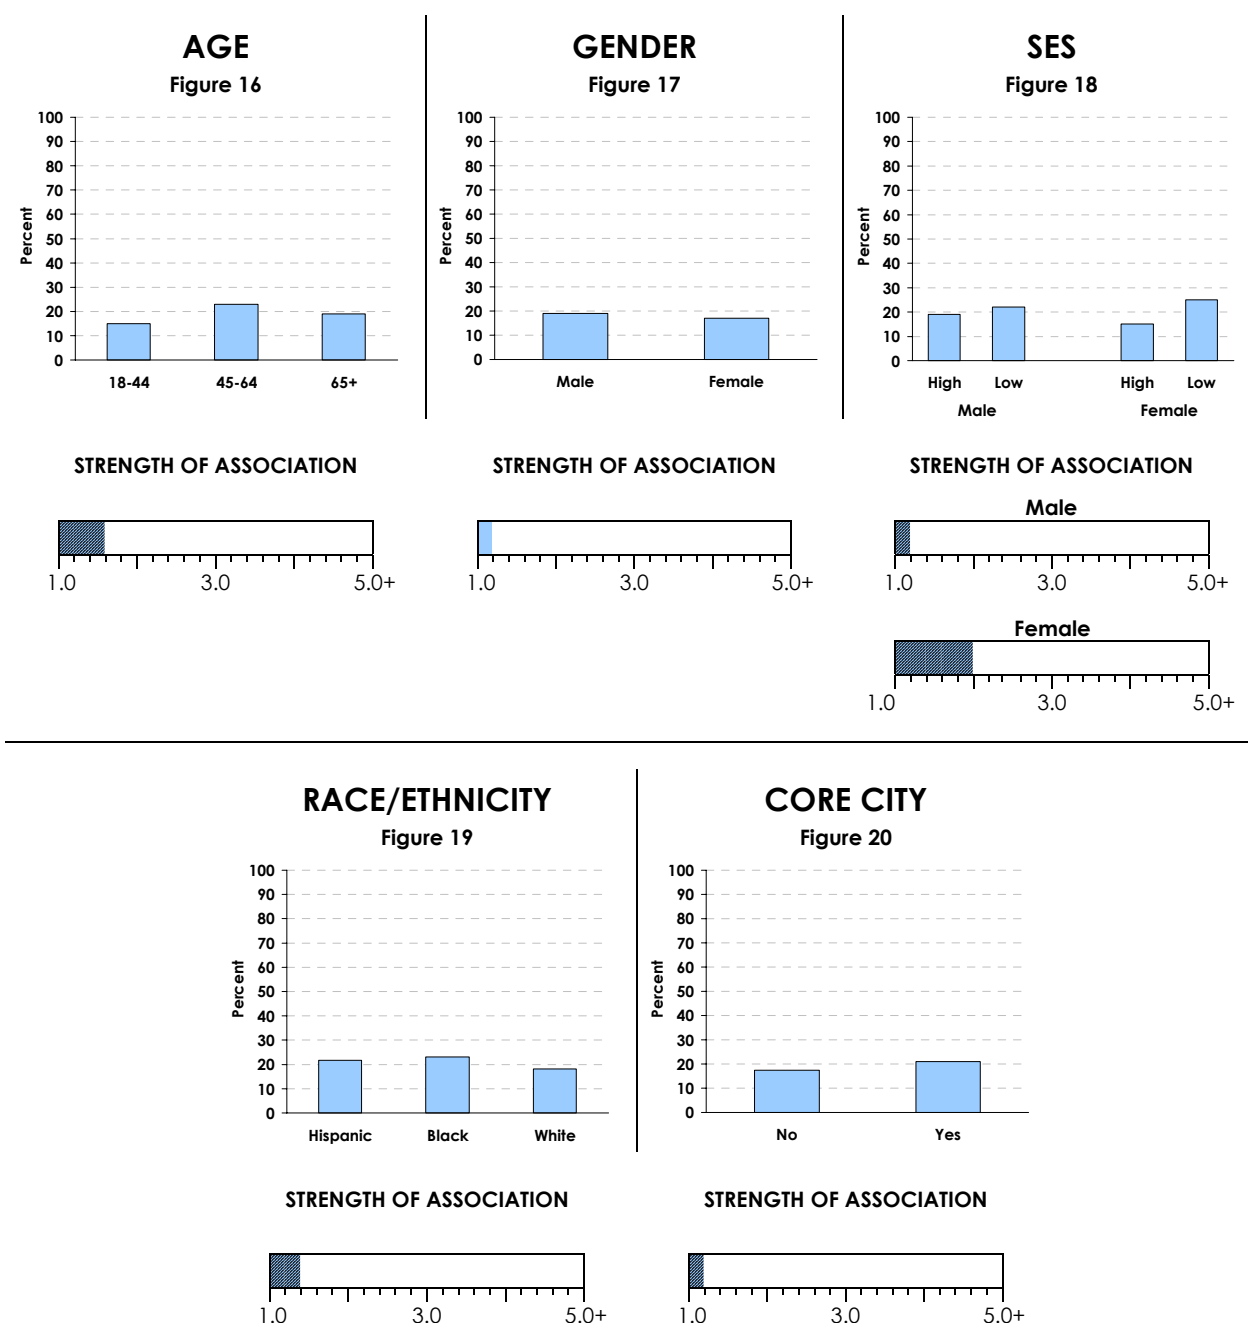 AGE
Figure 16
100
90
80
70
60
50
40
30
20
10
0
Percent
18-44 45-64 65+
STRENGTH OF ASSOCIATION
1.0 3.0 5.0+
GENDER
Figure 17
100
90
80
70
60
50
40
30
20
10
0
Percent
Male Female
STRENGTH OF ASSOCIATION
1.0 3.0 5.0+
SES
Figure 18
100
90
80
70
60
50
40
30
20
10
0
Percent
High Low High Low
Male Female
STRENGTH OF ASSOCIATION
Male
1.0 3.0 5.0+
Female
1.0 3.0 5.0+
RACE/ETHNICITY
Figure 19
100
90
80
70
60
50
40
30
20
10
0
Percent
Hispanic Black White
STRENGTH OF ASSOCIATION
1.0 3.0 5.0+
CORE CITY
Figure 20
100
90
80
70
60
50
40
30
20
10
0
Percent
No Yes
STRENGTH OF ASSOCIATION
1.0 3.0 5.0+